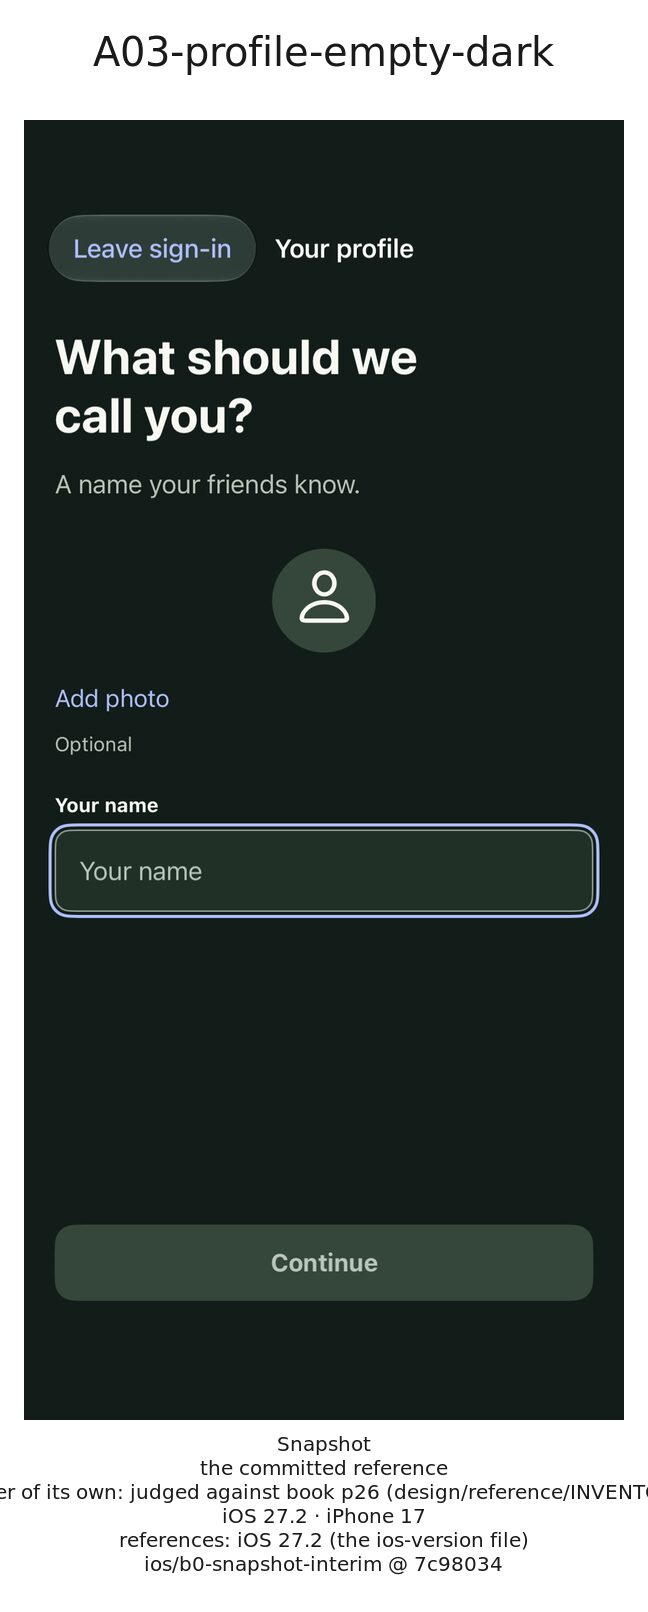 A03-profile-empty-dark
Leave sign-in
Your profile
What should we
call you?
A name your friends know.
Add photo
Optional
Your name
Your name
Continue
Snapshot
the committed reference
of its own: judged against book p26 (design/reference/
iOS 27.2 · iPhone 17
references: iOS 27.2 (the ios-version file)
ios/b0-snapshot-interim @ 7c98034